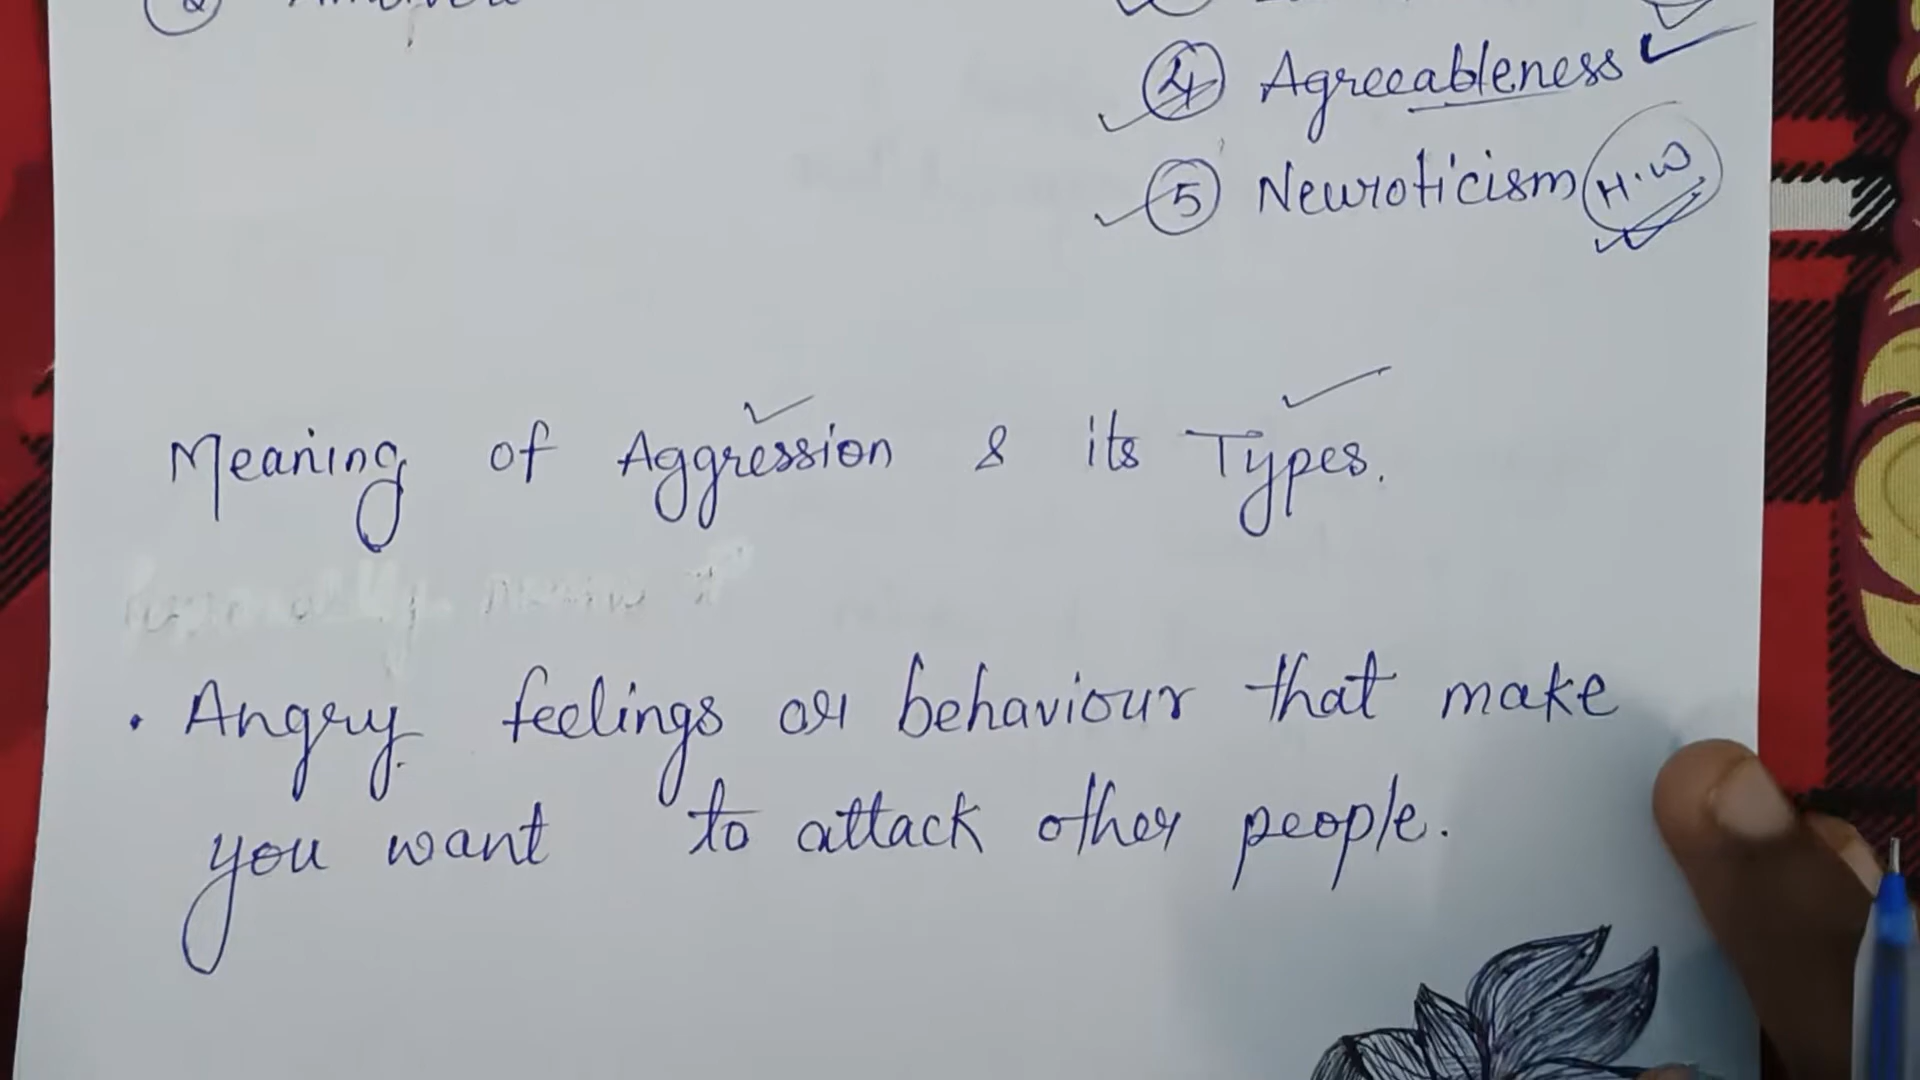 ④ Agreeableness
⑤ Neuroticism H.W
Meaning of Aggression & its Types.
• Angry feelings or behaviour that make
you want to attack other people.